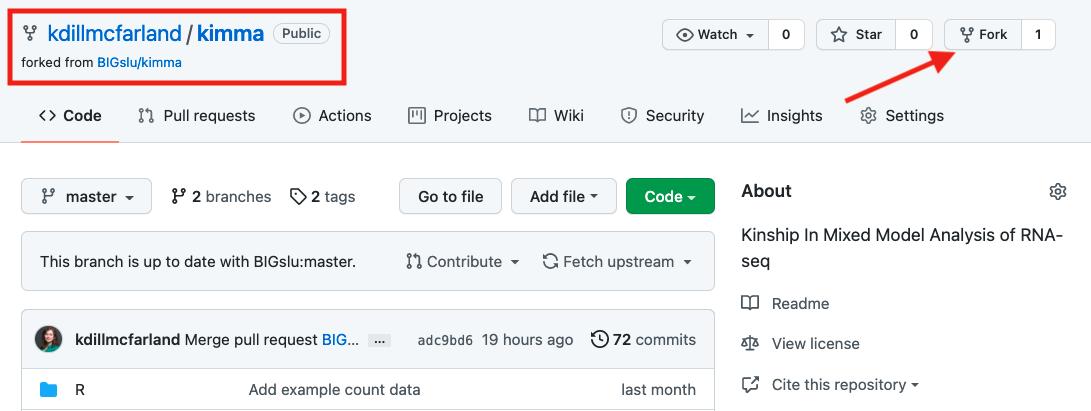 kdillmcfarland / kimma Public
forked from BIGslu/kimma
Watch 0 Star 0 Fork 1
Code Pull requests Actions Projects Wiki Security Insights Settings
master 2 branches 2 tags Go to file Add file Code
This branch is up to date with BIGslu:master. Contribute Fetch upstream
kdillmcfarland Merge pull request BIG... ... adc9bd6 19 hours ago 72 commits
R Add example count data last month
About
Kinship In Mixed Model Analysis of RNA-
seq
Readme
View license
Cite this repository